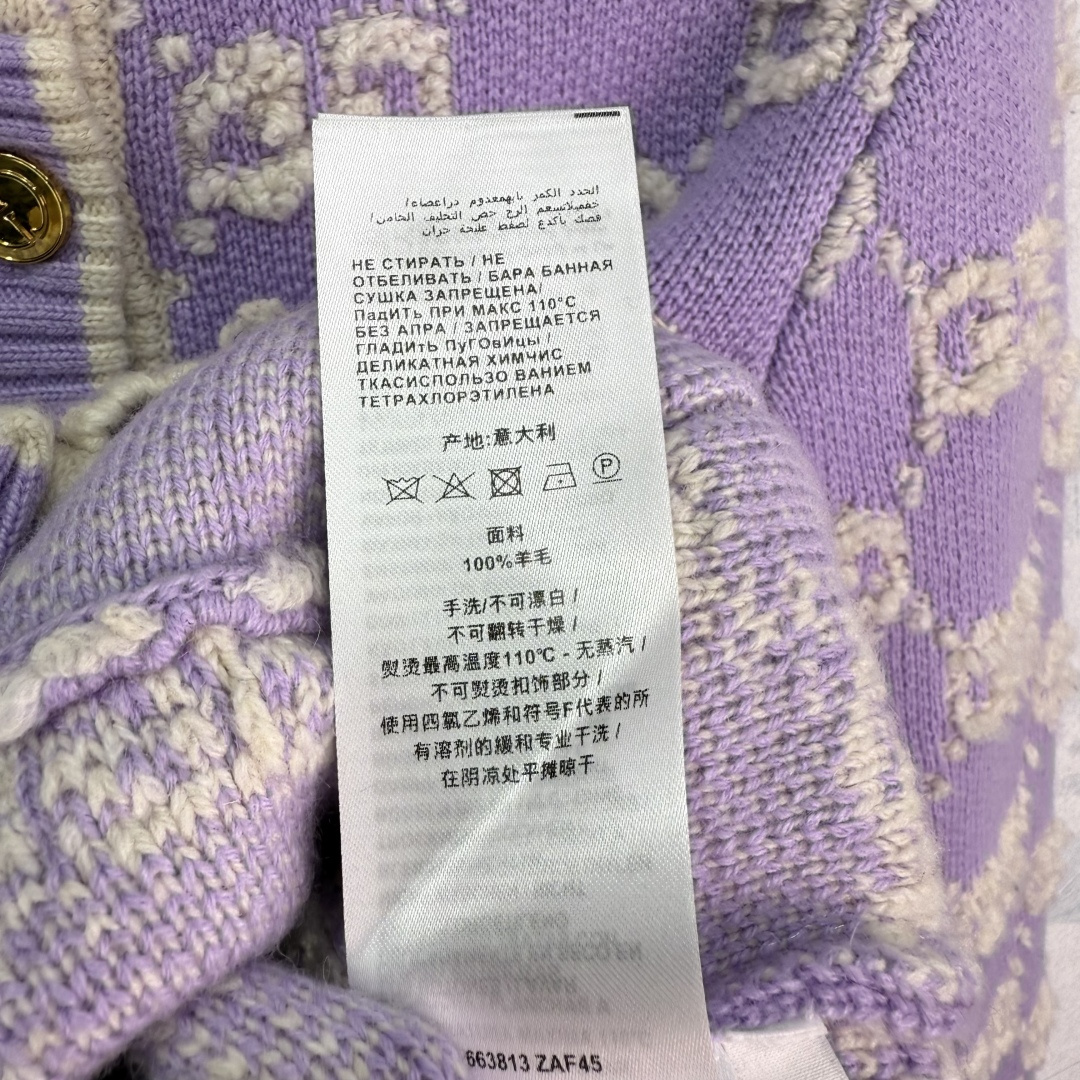 НЕ СТИРАТЬ / НЕ
ОТБЕЛИВАТЬ / БАРА БАННАЯ
СУШКА ЗАПРЕЩЕНА/
ПадИТЬ ПРИ МАКС 110°С
БЕЗ АПРА / ЗАПРЕЩАЕТСЯ
ГЛАДИтЬ ПуГОвИцы /
ДЕЛИКАТНАЯ ХИМЧИС
ТКАСИСПОЛЬЗО ВАНИЕМ
ТЕТРАХЛОРЭТИЛЕНА
产地:意大利
P
面料
100%羊毛
手洗/不可漂白 /
不可翻转干燥 /
熨烫最高温度110℃ - 无蒸汽 /
不可熨烫扣饰部分 /
使用四氯乙烯和符号F代表的所
有溶剂的緩和专业干洗 /
在阴凉处平摊晾干
663813 ZAF45